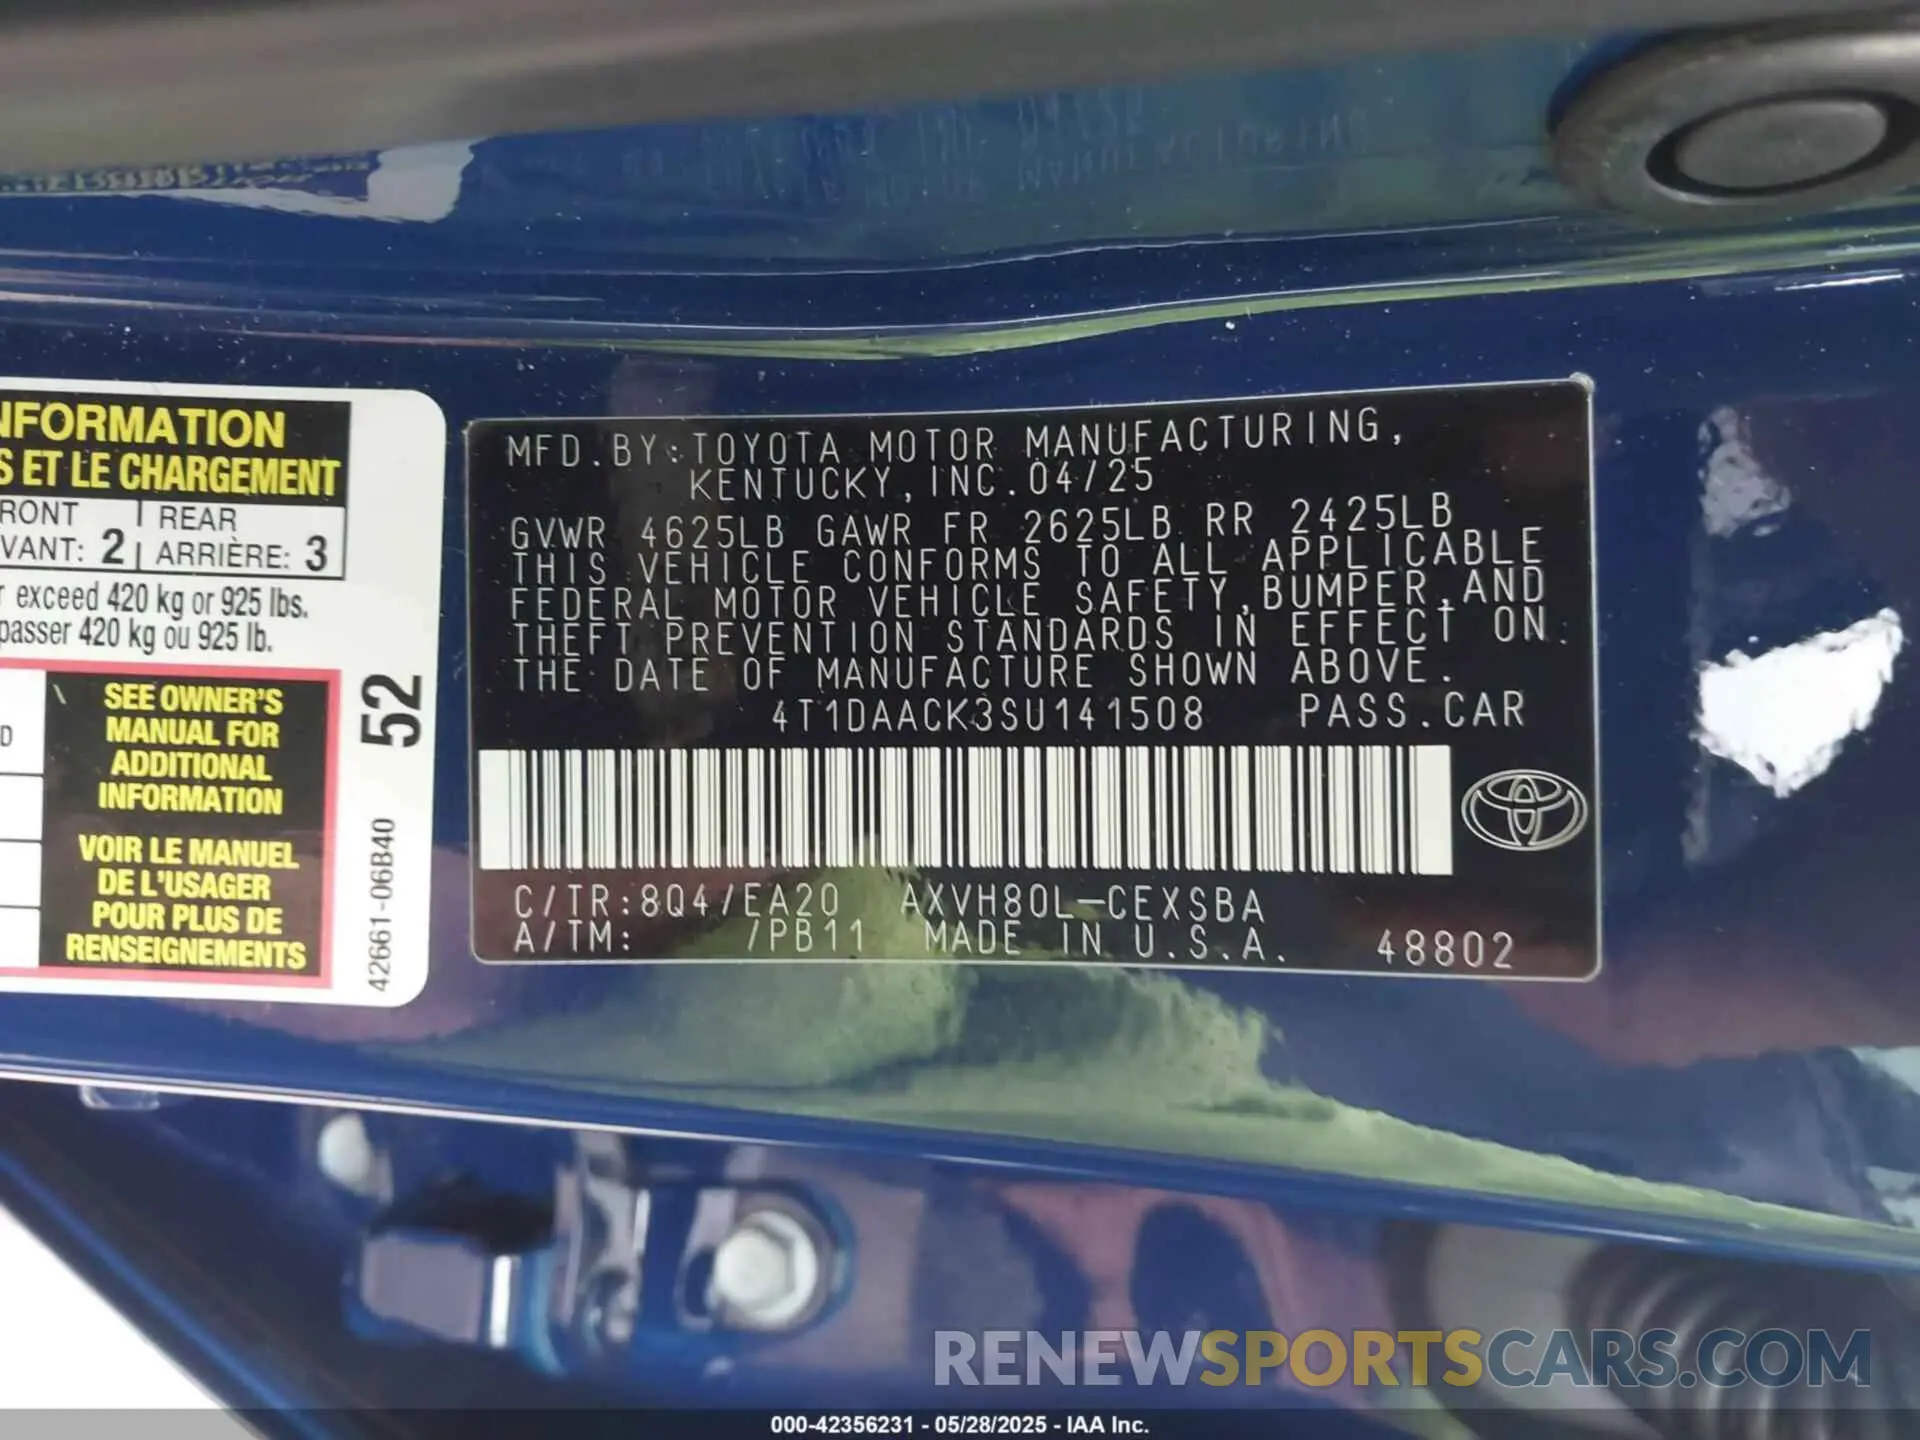 NFORMATION
S ET LE CHARGEMENT
RONT REAR
VANT: 2 ARRIÈRE: 3
r exceed 420 kg or 925 lbs.
passer 420 kg ou 925 lb.
D
SEE OWNER'S
MANUAL FOR
ADDITIONAL
INFORMATION
VOIR LE MANUEL
DE L'USAGER
POUR PLUS DE
RENSEIGNEMENTS
52
42661-06B40
MFD.BY:TOYOTA MOTOR MANUFACTURING,
KENTUCKY,INC.04/25
GVWR 4625LB GAWR FR 2625LB RR 2425LB
THIS VEHICLE CONFORMS TO ALL APPLICABLE
FEDERAL MOTOR VEHICLE SAFETY,BUMPER,AND
THEFT PREVENTION STANDARDS IN EFFECT ON
THE DATE OF MANUFACTURE SHOWN ABOVE.
4T1DAACK3SU141508 PASS.CAR
C/TR:8Q4/EA20 AXVH80L-CEXSBA
A/TM: /PB11 MADE IN U.S.A. 48802
RENEWSPORTSCARS.COM
000-42356231 - 05/28/2025 - IAA Inc.